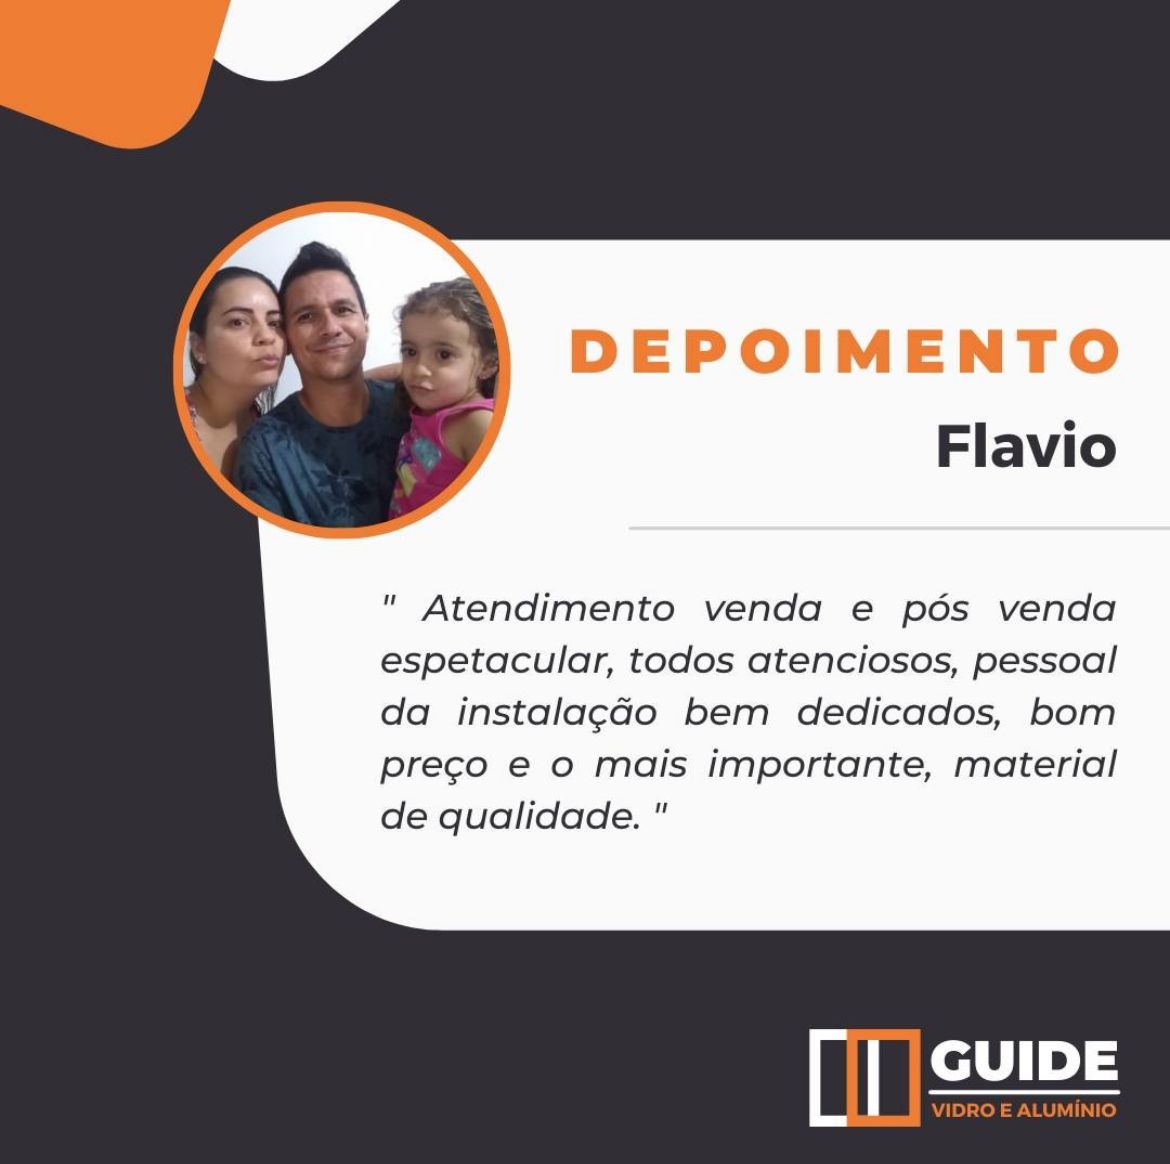 DEPOIMENTO
Flavio
" Atendimento venda e pós venda
espetacular, todos atenciosos, pessoal
da instalação bem dedicados, bom
preço e o mais importante, material
de qualidade. "
GUIDE
VIDRO E ALUMÍNIO